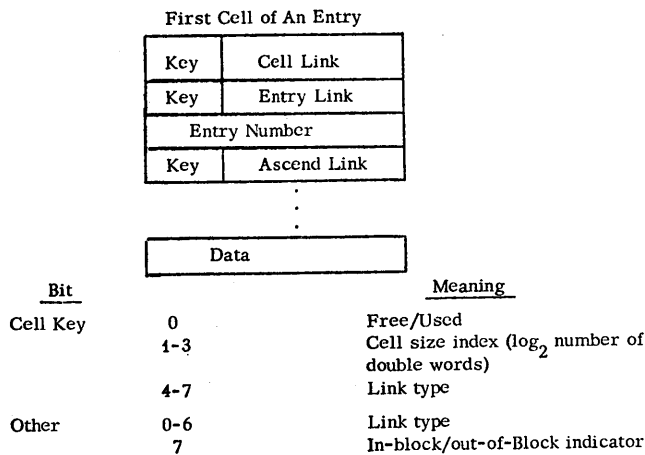 First Cell of An Entry
Key Cell Link
Key Entry Link
Entry Number
Key Ascend Link
Data
Bit Meaning
Cell Key 0 Free/Used
1-3 Cell size index (log2 number of
double words)
4-7 Link type
Other 0-6 Link type
7 In-block/out-of-Block indicator